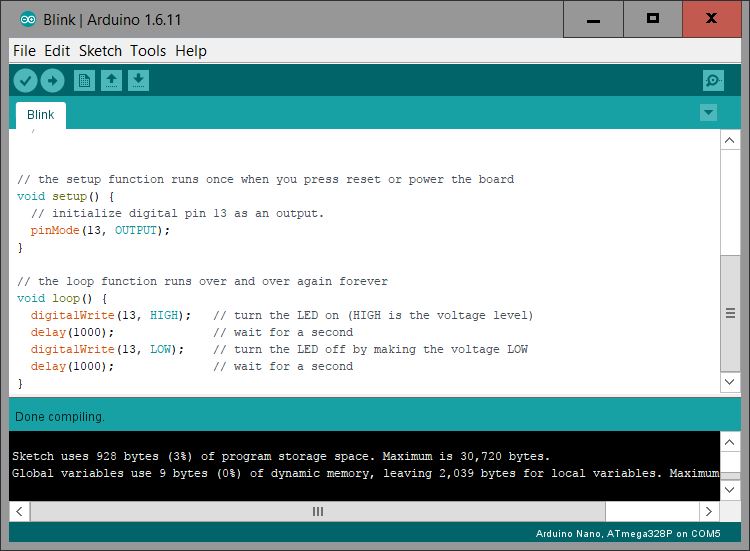 Blink | Arduino 1.6.11
File Edit Sketch Tools Help
Blink
// the setup function runs once when you press reset or power the board
void setup() {
  // initialize digital pin 13 as an output.
  pinMode(13, OUTPUT);
}
// the loop function runs over and over again forever
void loop() {
  digitalWrite(13, HIGH);   // turn the LED on (HIGH is the voltage level)
  delay(1000);              // wait for a second
  digitalWrite(13, LOW);    // turn the LED off by making the voltage LOW
  delay(1000);              // wait for a second
}
Done compiling.
Sketch uses 928 bytes (3%) of program storage space. Maximum is 30,720 bytes.
Global variables use 9 bytes (0%) of dynamic memory, leaving 2,039 bytes for local variables. Maximum
Arduino Nano, ATmega328P on COM5